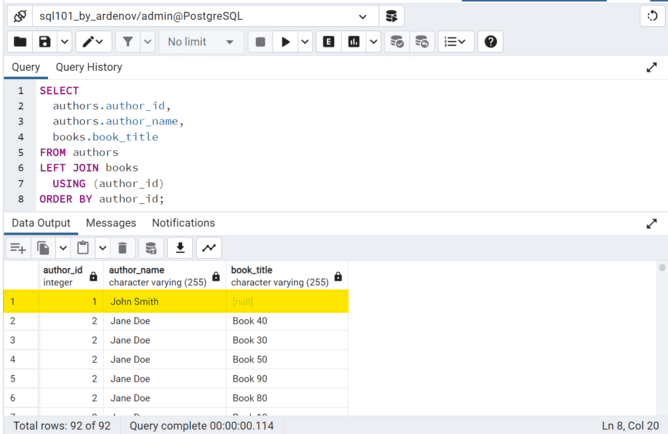 sql101_by_ardenov/admin@PostgreSQL
No limit
E
Query Query History
1 SELECT
2 authors.author_id,
3 authors.author_name,
4 books.book_title
5 FROM authors
6 LEFT JOIN books
7 USING (author_id)
8 ORDER BY author_id;
Data Output Messages Notifications
author_id author_name book_title
integer character varying (255) character varying (255)
1 1 John Smith [null]
2 2 Jane Doe Book 40
3 2 Jane Doe Book 30
4 2 Jane Doe Book 50
5 2 Jane Doe Book 90
6 2 Jane Doe Book 80
Total rows: 92 of 92 Query complete 00:00:00.114 Ln 8, Col 20